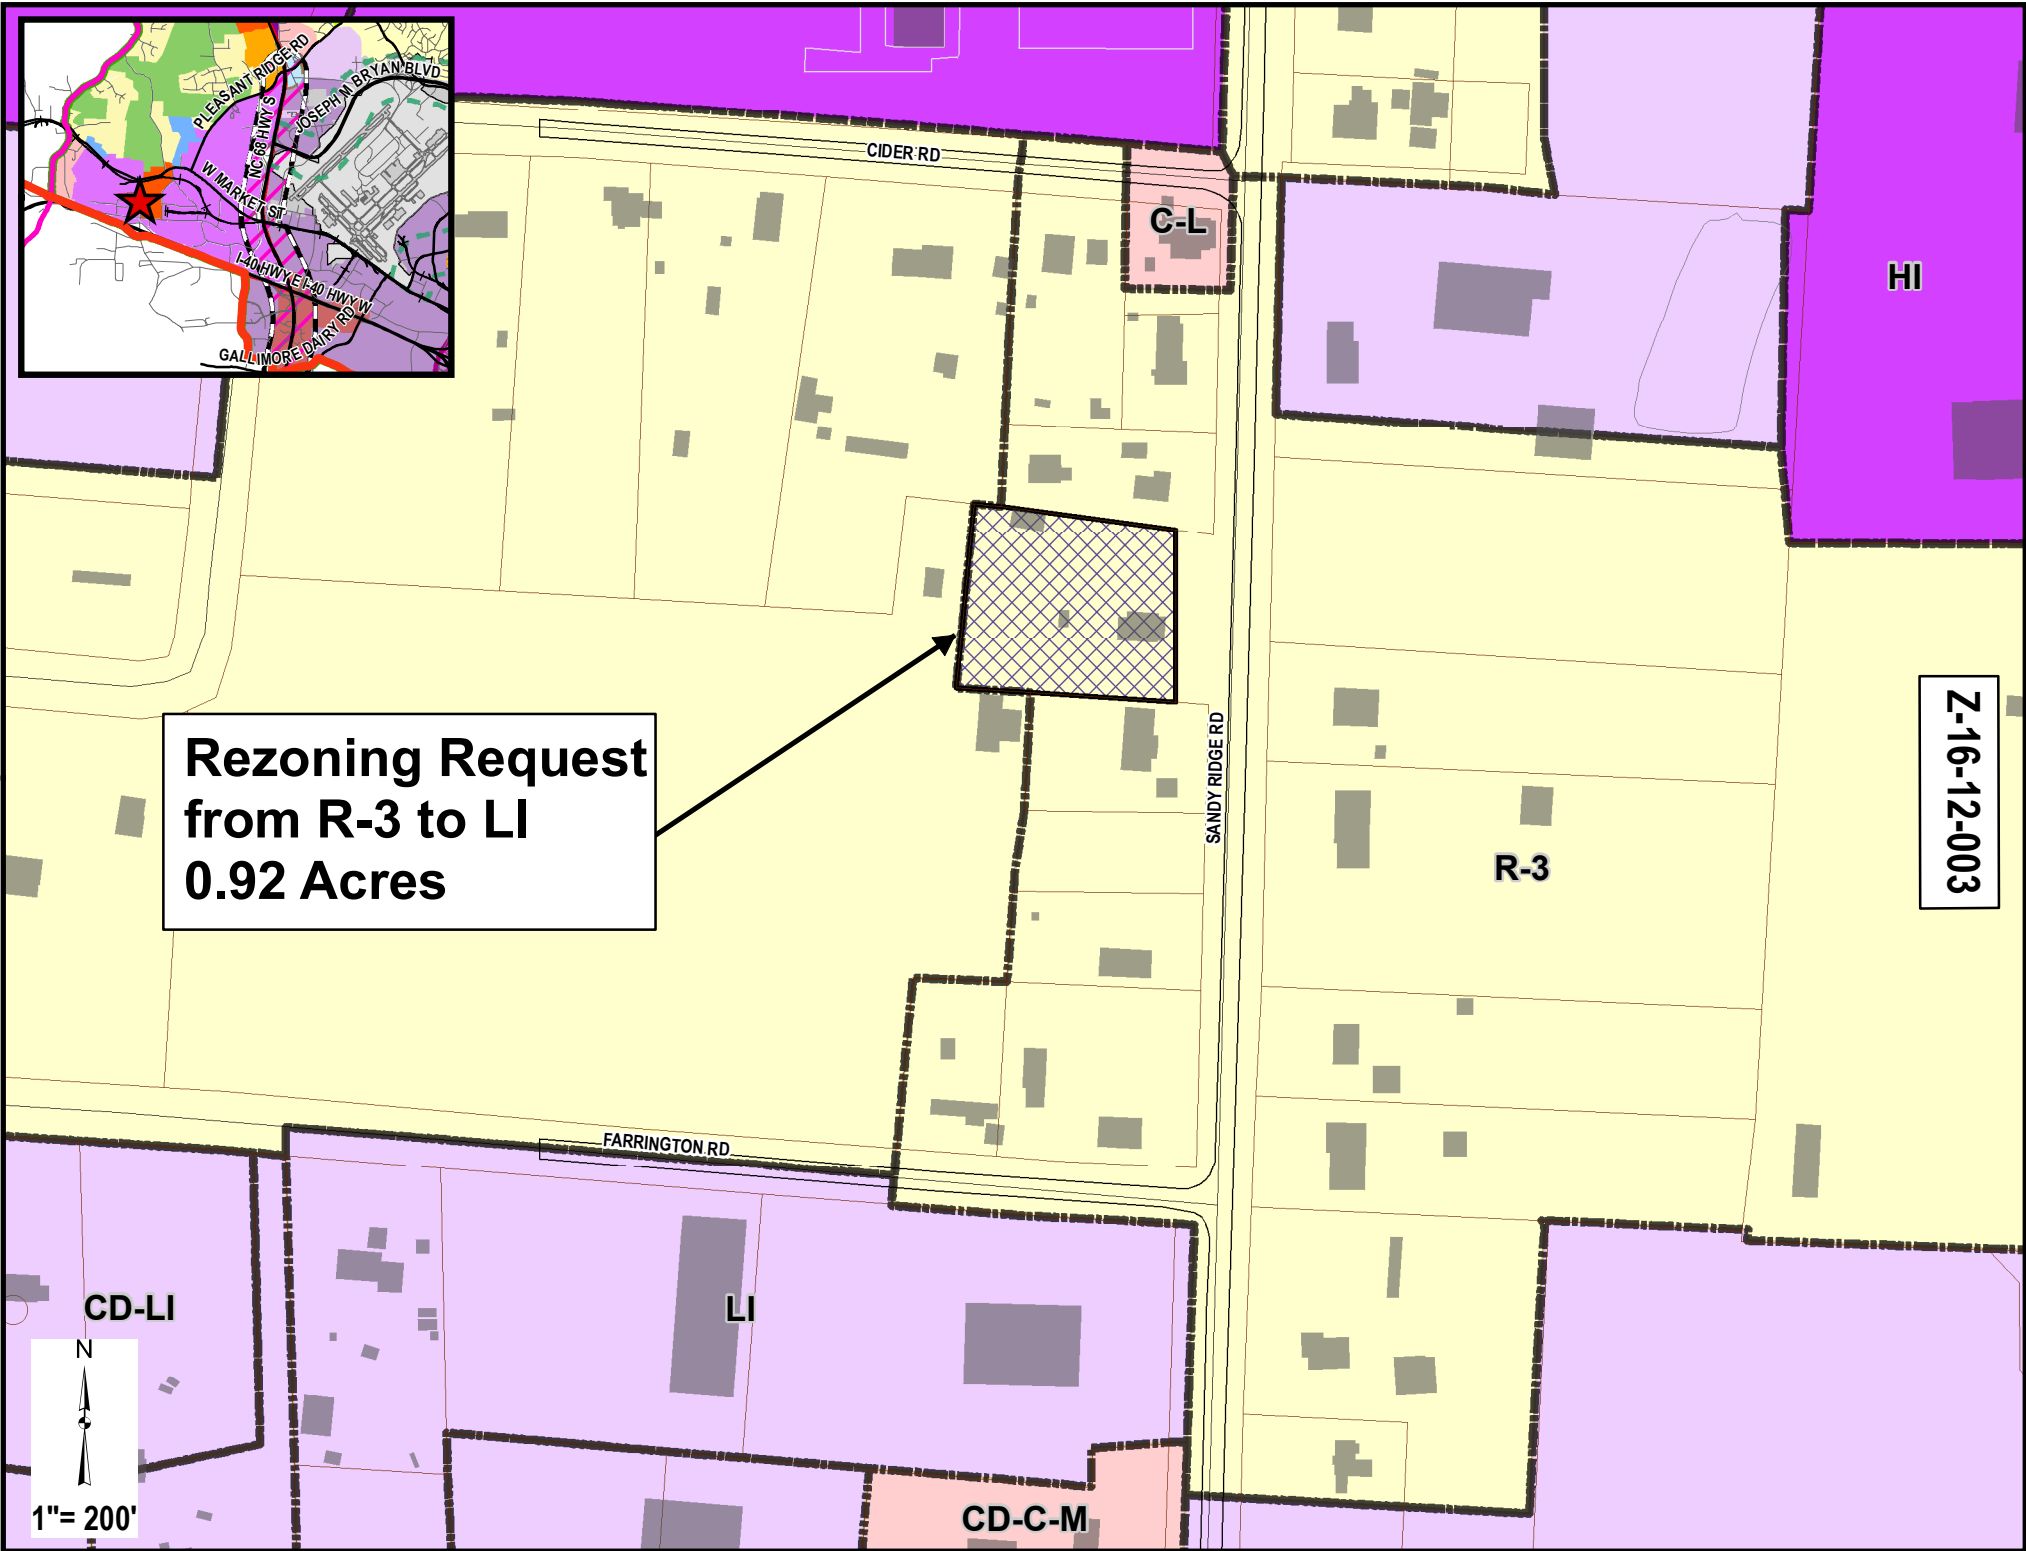 PLEASANT RIDGE RD
JOSEPH M BRYAN BLVD
NC 68 HWY S
W MARKET ST
I-40 HWY E
I-40 HWY W
GALLIMORE DAIRY RD
CIDER RD
C-L
HI
Rezoning Request
from R-3 to LI
0.92 Acres
SANDY RIDGE RD
R-3
Z-16-12-003
FARRINGTON RD
CD-LI
LI
N
1"= 200'
CD-C-M